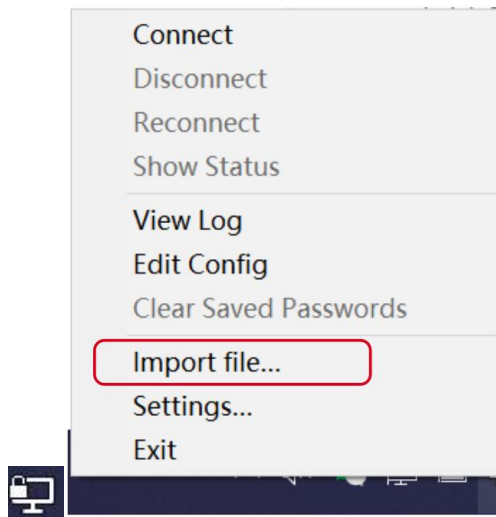 Connect
Disconnect
Reconnect
Show Status
View Log
Edit Config
Clear Saved Passwords
Import file...
Settings...
Exit